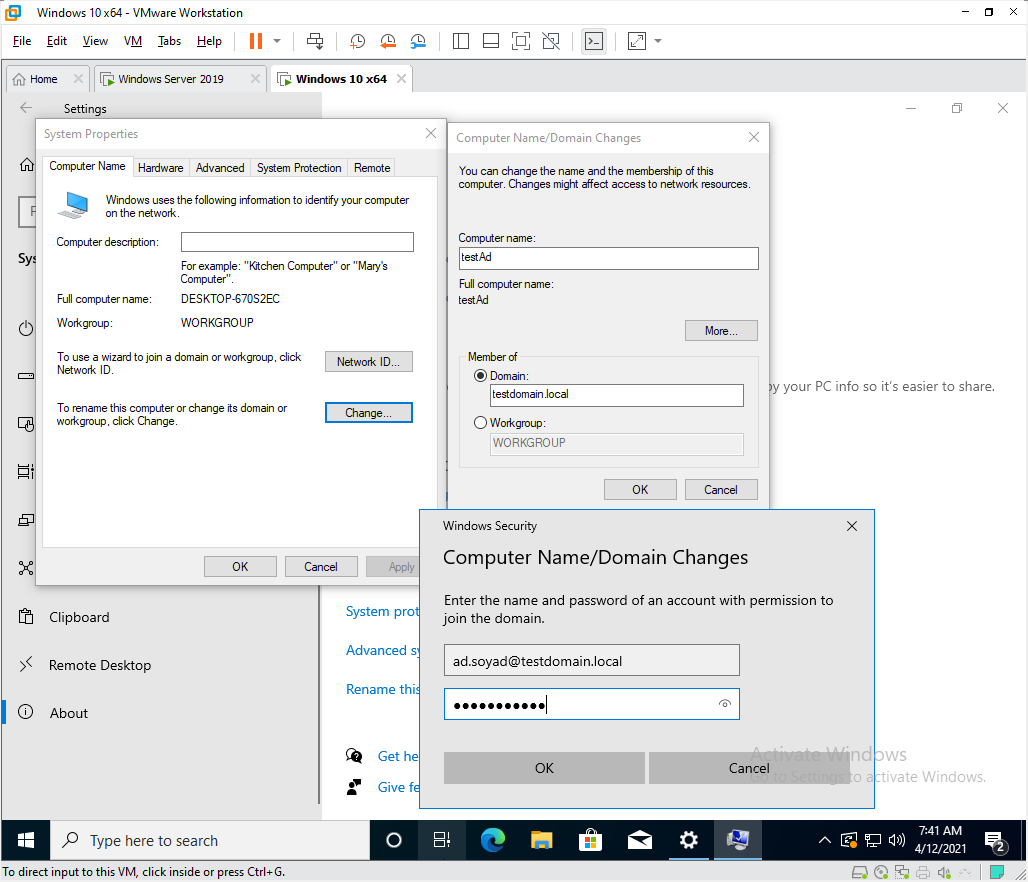 Windows 10 x64 - VMware Workstation
File Edit View VM Tabs Help
Home Windows Server 2019 Windows 10 x64
Settings
System Properties
Computer Name Hardware Advanced System Protection Remote
Windows uses the following information to identify your computer
on the network.
Computer description:
For example: "Kitchen Computer" or "Mary's
Computer".
Full computer name: DESKTOP-670S2EC
Workgroup: WORKGROUP
To use a wizard to join a domain or workgroup, click
Network ID.
Network ID...
To rename this computer or change its domain or
workgroup, click Change.
Change...
OK Cancel Apply
Computer Name/Domain Changes
You can change the name and the membership of this
computer. Changes might affect access to network resources.
Computer name:
testAd
Full computer name:
testAd
More...
Member of
Domain:
testdomain.local
Workgroup:
WORKGROUP
OK Cancel
by your PC info so it's easier to share.
Sys
Windows Security
Computer Name/Domain Changes
Enter the name and password of an account with permission to
join the domain.
ad.soyad@testdomain.local
●●●●●●●●●●●
OK Cancel
Clipboard
Remote Desktop
About
System prot
Advanced sy
Rename this
Get he
Give fe
Activate Windows
Go to Settings to activate Windows.
Type here to search
7:41 AM
4/12/2021
2
To direct input to this VM, click inside or press Ctrl+G.